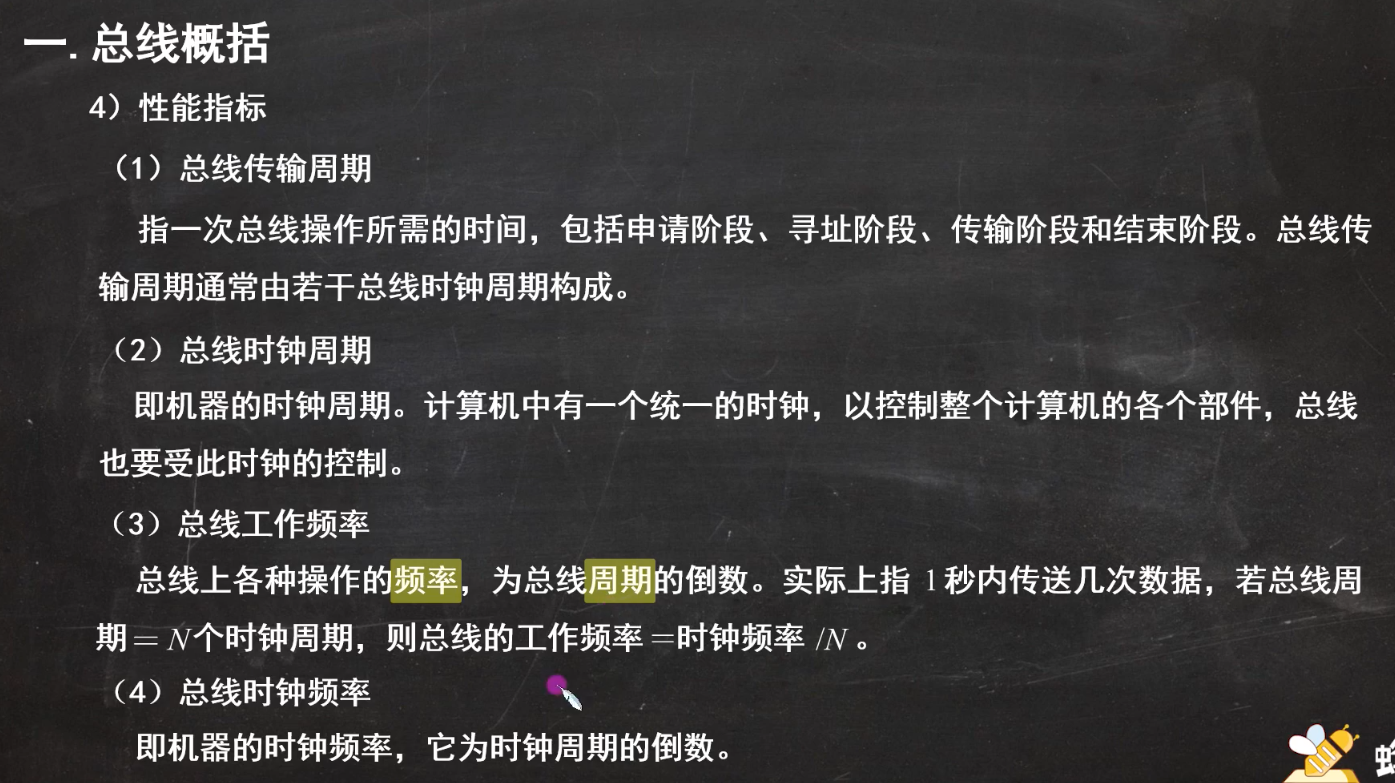 一. 总线概括
4）性能指标
（1）总线传输周期
指一次总线操作所需的时间，包括申请阶段、寻址阶段、传输阶段和结束阶段。总线传
输周期通常由若干总线时钟周期构成。
（2）总线时钟周期
即机器的时钟周期。计算机中有一个统一的时钟，以控制整个计算机的各个部件，总线
也要受此时钟的控制。
（3）总线工作频率
总线上各种操作的频率，为总线周期的倒数。实际上指 1秒内传送几次数据，若总线周
期＝N个时钟周期，则总线的工作频率＝时钟频率 /N 。
（4）总线时钟频率
即机器的时钟频率，它为时钟周期的倒数。